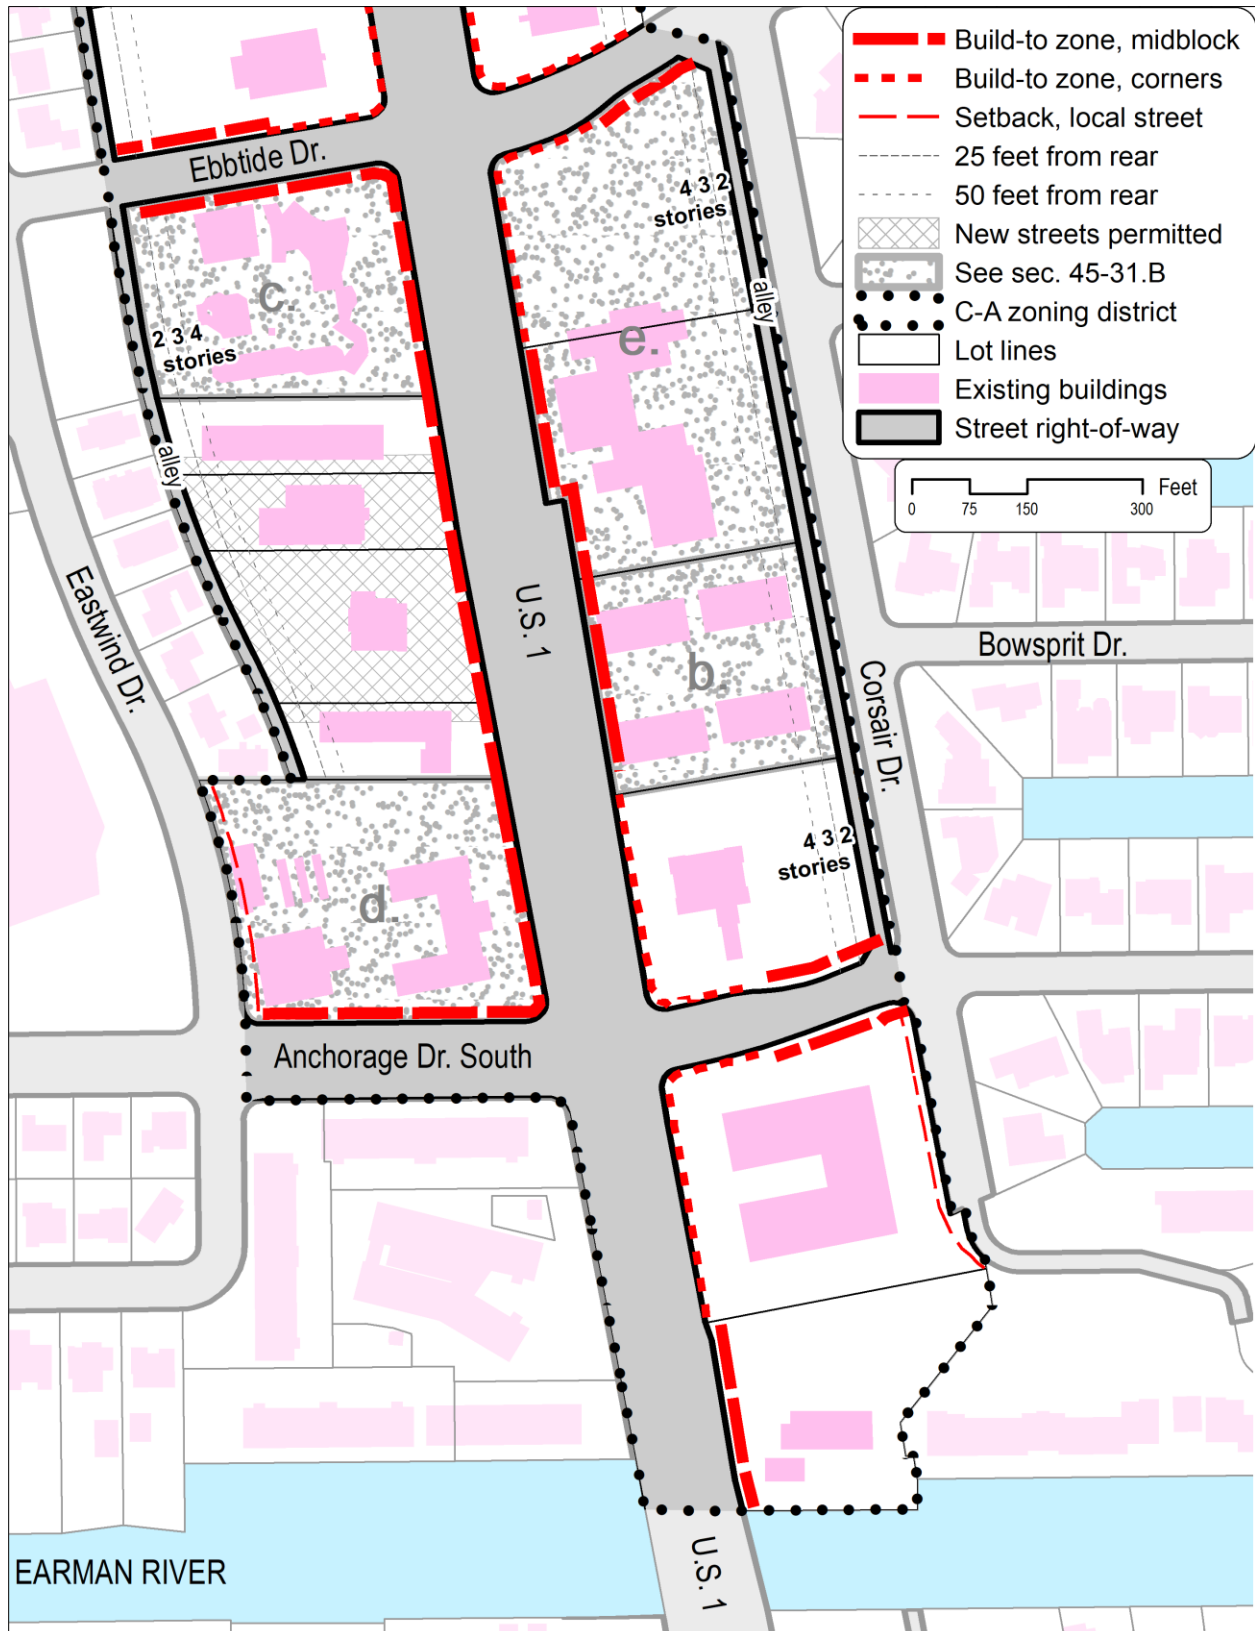 Build-to zone, midblock
Build-to zone, corners
Setback, local street
25 feet from rear
50 feet from rear
New streets permitted
See sec. 45-31.B
C-A zoning district
Lot lines
Existing buildings
Street right-of-way
0 75 150 300 Feet
Ebbtide Dr.
4 3 2
stories
c.
alley
2 3 4
stories
e.
alley
Eastwind Dr.
U.S. 1
Bowsprit Dr.
b.
Corsair Dr.
4 3 2
stories
d.
Anchorage Dr. South
U.S. 1
EARMAN RIVER